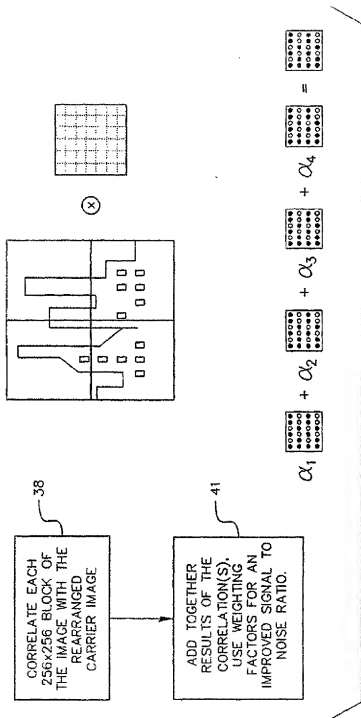 38
CORRELATE EACH
256x256 BLOCK OF
THE IMAGE WITH THE
REARRANGED
CARRIER IMAGE
41
ADD TOGETHER
RESULTS OF THE
CORRELATION(S),
USE WEIGHTING
FACTORS FOR AN
IMPROVED SIGNAL TO
NOISE RATIO.
α₁ + α₂ + α₃ + α₄ =